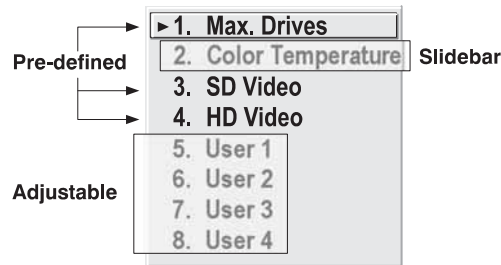 ▸1. Max. Drives
Pre-defined
2. Color Temperature
Slidebar
3. SD Video
4. HD Video
5. User 1
Adjustable
6. User 2
7. User 3
8. User 4